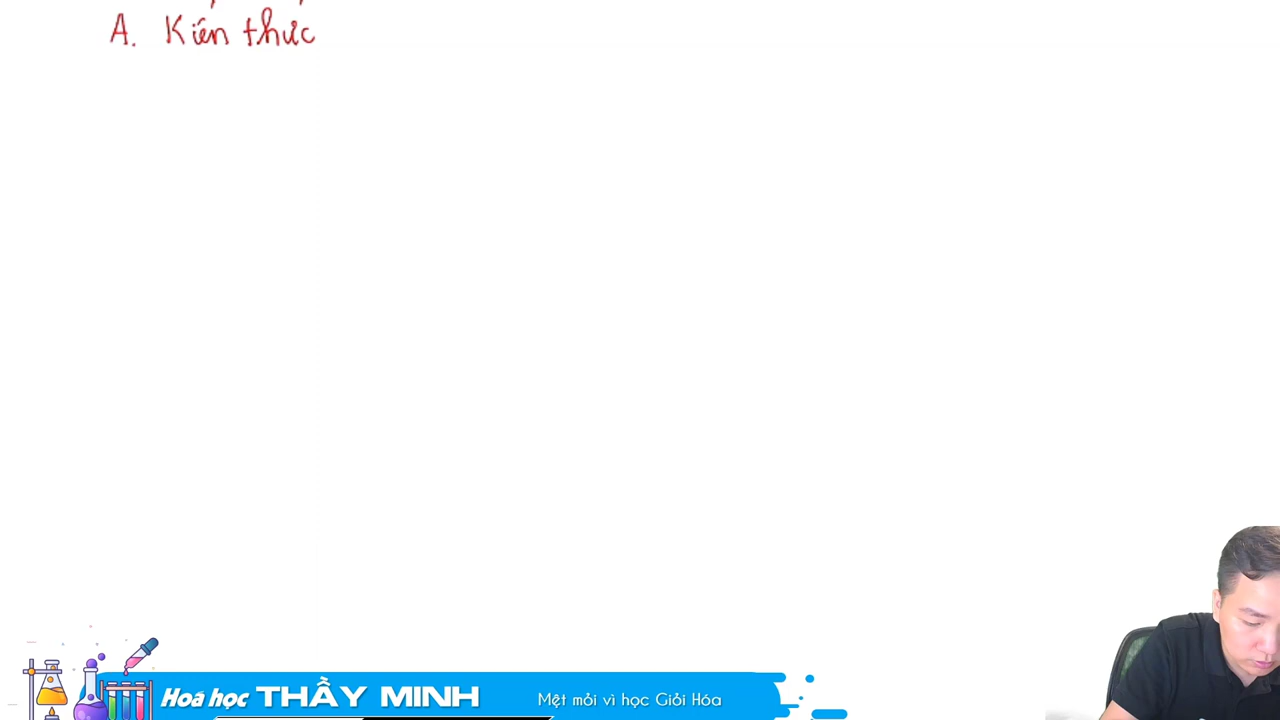 A. Kiến thức
Hoá học THẦY MINH
Mệt mỏi vì học Giỏi Hóa